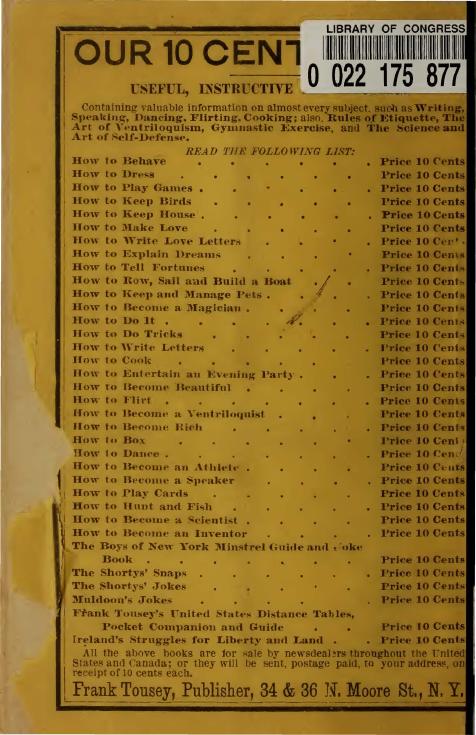 LIBRARY OF CONGRESS
0 022 175 877
OUR 10 CENT
USEFUL, INSTRUCTIVE
Containing valuable information on almost every subject, such as Writing,
Speaking, Dancing, Flirting, Cooking; also, Rules of Etiquette, The
Art of Ventriloquism, Gymnastic Exercise, and The Science and
Art of Self-Defense.
READ THE FOLLOWING LIST:
How to Behave . . . . . . Price 10 Cents
How to Dress . . . . . . Price 10 Cents
How to Play Games . . . . . . Price 10 Cents
How to Keep Birds . . . . . . Price 10 Cents
How to Keep House . . . . . . Price 10 Cents
How to Make Love . . . . . . Price 10 Cents
How to Write Love Letters . . . . . Price 10 Cen
How to Explain Dreams . . . . . Price 10 Cents
How to Tell Fortunes . . . . . Price 10 Cents
How to Row, Sail and Build a Boat . . . Price 10 Cents
How to Keep and Manage Pets . . . . Price 10 Cents
How to Become a Magician . . . . . Price 10 Cents
How to Do It . . . . . . . Price 10 Cents
How to Do Tricks . . . . . . Price 10 Cents
How to Write Letters . . . . . Price 10 Cents
How to Cook . . . . . . Price 10 Cents
How to Entertain an Evening Party . . . . Price 10 Cents
How to Become Beautiful . . . . . Price 10 Cents
How to Flirt . . . . . . . Price 10 Cents
How to Become a Ventriloquist . . . . Price 10 Cents
How to Become Rich . . . . . Price 10 Cents
How to Box . . . . . . Price 10 Cent
How to Dance . . . . . . . Price 10 Cen
How to Become an Athlete . . . . . Price 10 Cents
How to Become a Speaker . . . . . Price 10 Cents
How to Play Cards . . . . . . Price 10 Cents
How to Hunt and Fish . . . . . Price 10 Cents
How to Become a Scientist . . . . . Price 10 Cents
How to Become an Inventor . . . . Price 10 Cents
The Boys of New York Minstrel Guide and Joke
Book . . . . . . . Price 10 Cents
The Shortys' Snaps . . . . . . Price 10 Cents
The Shortys' Jokes . . . . . . Price 10 Cents
Muldoon's Jokes . . . . . . Price 10 Cents
Frank Tousey's United States Distance Tables,
Pocket Companion and Guide . . Price 10 Cents
Ireland's Struggles for Liberty and Land . . Price 10 Cents
All the above books are for sale by newsdealers throughout the United
States and Canada; or they will be sent, postage paid, to your address, on
receipt of 10 cents each.
Frank Tousey, Publisher, 34 & 36 N. Moore St., N. Y.